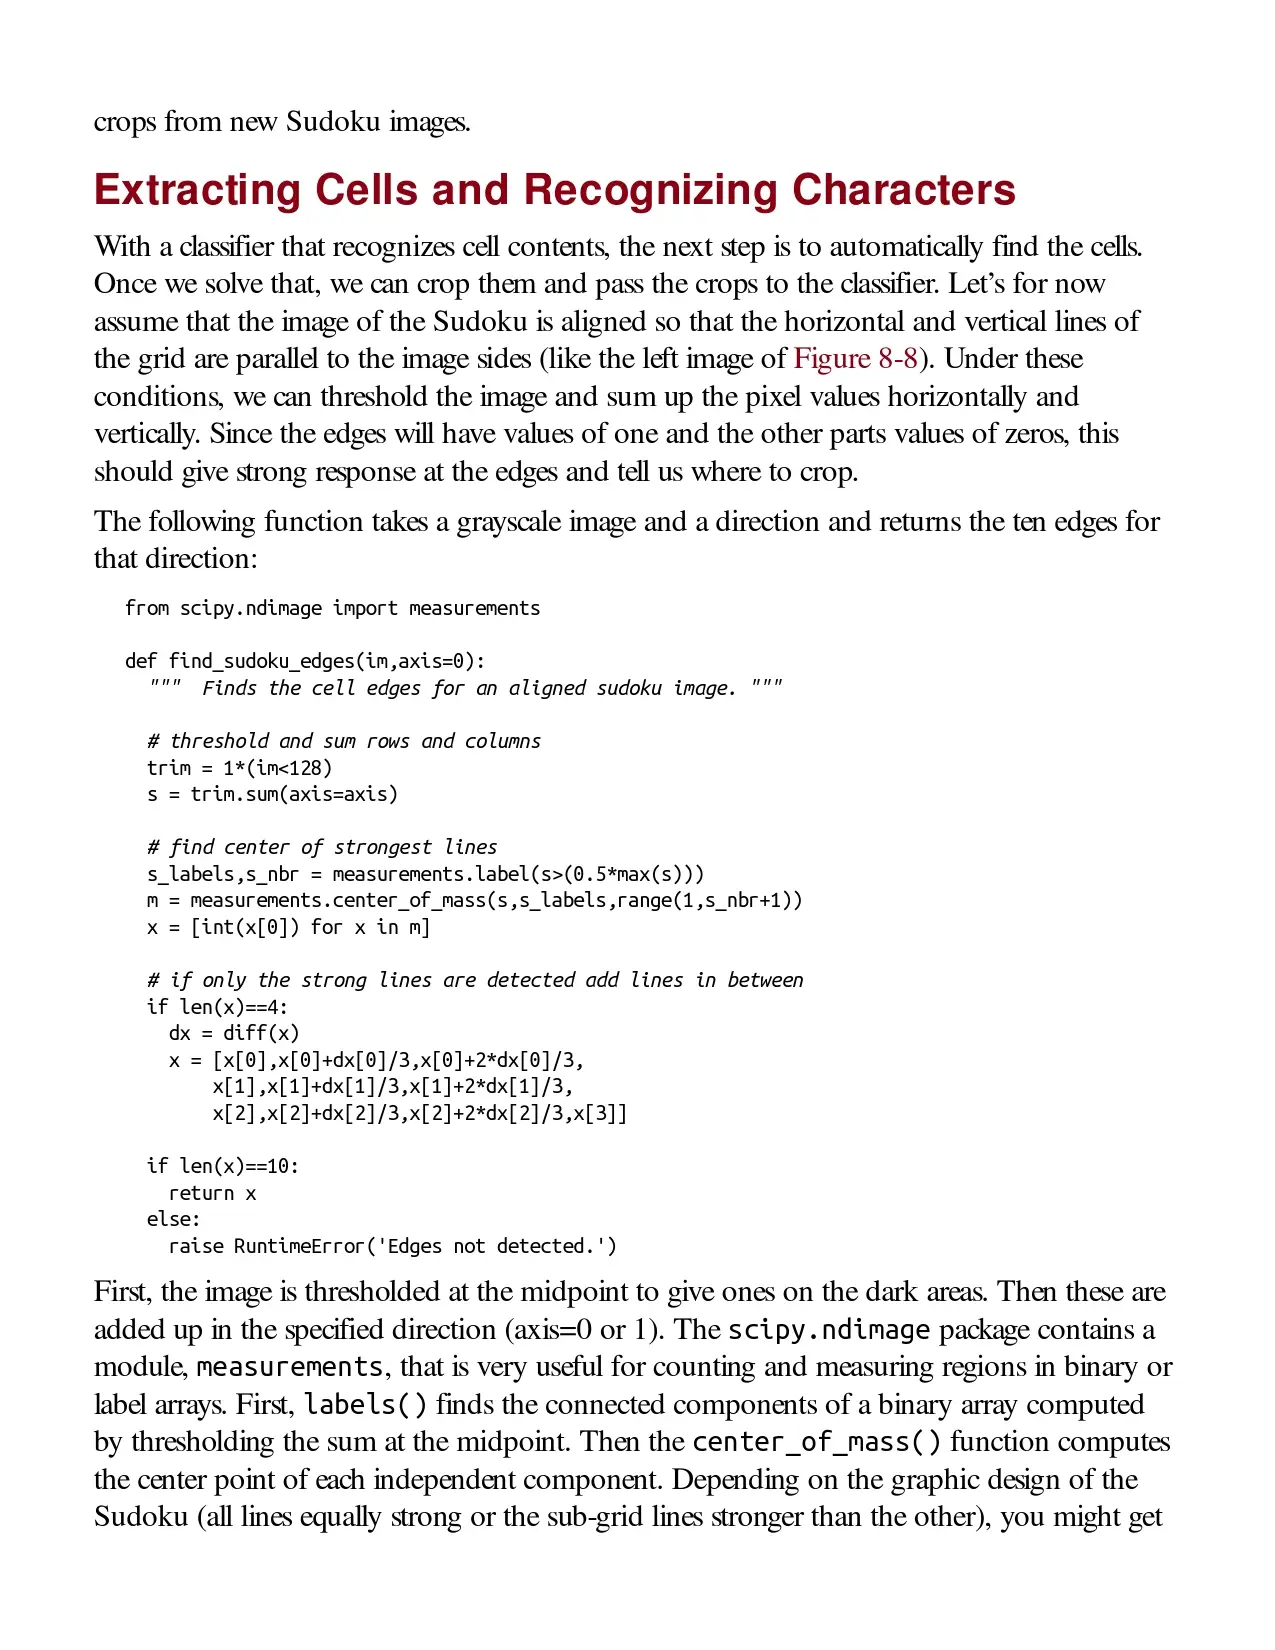 crops from new Sudoku images.
Extracting Cells and Recognizing Characters
With a classifier that recognizes cell contents, the next step is to automatically find the cells.
Once we solve that, we can crop them and pass the crops to the classifier. Let’s for now
assume that the image of the Sudoku is aligned so that the horizontal and vertical lines of
the grid are parallel to the image sides (like the left image of Figure 8-8). Under these
conditions, we can threshold the image and sum up the pixel values horizontally and
vertically. Since the edges will have values of one and the other parts values of zeros, this
should give strong response at the edges and tell us where to crop.
The following function takes a grayscale image and a direction and returns the ten edges for
that direction:
from scipy.ndimage import measurements
def find_sudoku_edges(im,axis=0):
  """  Finds the cell edges for an aligned sudoku image. """
  # threshold and sum rows and columns
  trim = 1*(im<128)
  s = trim.sum(axis=axis)
  # find center of strongest lines
  s_labels,s_nbr = measurements.label(s>(0.5*max(s)))
  m = measurements.center_of_mass(s,s_labels,range(1,s_nbr+1))
  x = [int(x[0]) for x in m]
  # if only the strong lines are detected add lines in between
  if len(x)==4:
    dx = diff(x)
    x = [x[0],x[0]+dx[0]/3,x[0]+2*dx[0]/3,
        x[1],x[1]+dx[1]/3,x[1]+2*dx[1]/3,
        x[2],x[2]+dx[2]/3,x[2]+2*dx[2]/3,x[3]]
  if len(x)==10:
    return x
  else:
    raise RuntimeError('Edges not detected.')
First, the image is thresholded at the midpoint to give ones on the dark areas. Then these are
added up in the specified direction (axis=0 or 1). The scipy.ndimage package contains a
module, measurements, that is very useful for counting and measuring regions in binary or
label arrays. First, labels() finds the connected components of a binary array computed
by thresholding the sum at the midpoint. Then the center_of_mass() function computes
the center point of each independent component. Depending on the graphic design of the
Sudoku (all lines equally strong or the sub-grid lines stronger than the other), you might get